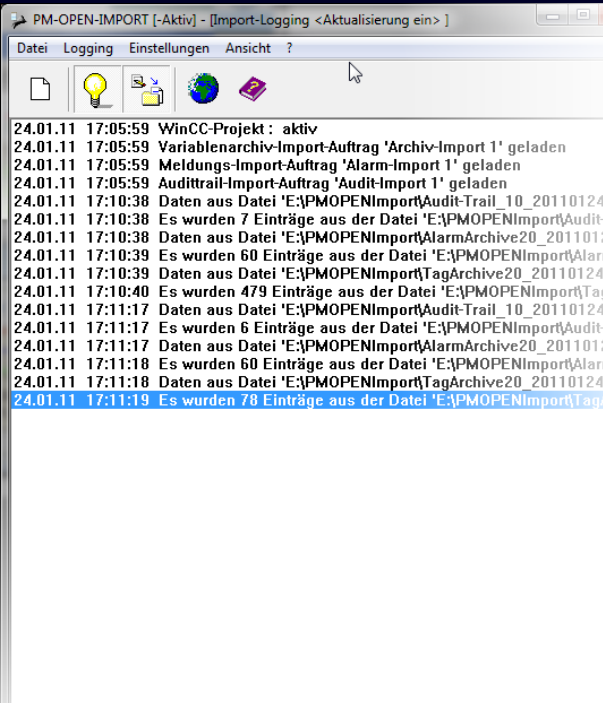 PM-OPEN-IMPORT [-Aktiv] - [Import-Logging <Aktualisierung ein> ]
Datei Logging Einstellungen Ansicht ?
24.01.11 17:05:59 WinCC-Projekt : aktiv
24.01.11 17:05:59 Variablenarchiv-Import-Auftrag 'Archiv-Import 1' geladen
24.01.11 17:05:59 Meldungs-Import-Auftrag 'Alarm-Import 1' geladen
24.01.11 17:05:59 Audittrail-Import-Auftrag 'Audit-Import 1' geladen
24.01.11 17:10:38 Daten aus Datei 'E:\PMOPENImport\Audit-Trail_10_20110124
24.01.11 17:10:38 Es wurden 7 Einträge aus der Datei 'E:\PMOPENImport\Audit-
24.01.11 17:10:38 Daten aus Datei 'E:\PMOPENImport\AlarmArchive20_201101
24.01.11 17:10:39 Es wurden 60 Einträge aus der Datei 'E:\PMOPENImport\Alar
24.01.11 17:10:39 Daten aus Datei 'E:\PMOPENImport\TagArchive20_20110124
24.01.11 17:10:40 Es wurden 479 Einträge aus der Datei 'E:\PMOPENImport\Ta
24.01.11 17:11:17 Daten aus Datei 'E:\PMOPENImport\Audit-Trail_10_20110124
24.01.11 17:11:17 Es wurden 6 Einträge aus der Datei 'E:\PMOPENImport\Audit-
24.01.11 17:11:17 Daten aus Datei 'E:\PMOPENImport\AlarmArchive20_201101
24.01.11 17:11:18 Es wurden 60 Einträge aus der Datei 'E:\PMOPENImport\Alar
24.01.11 17:11:18 Daten aus Datei 'E:\PMOPENImport\TagArchive20_20110124
24.01.11 17:11:19 Es wurden 78 Einträge aus der Datei 'E:\PMOPENImport\Tag